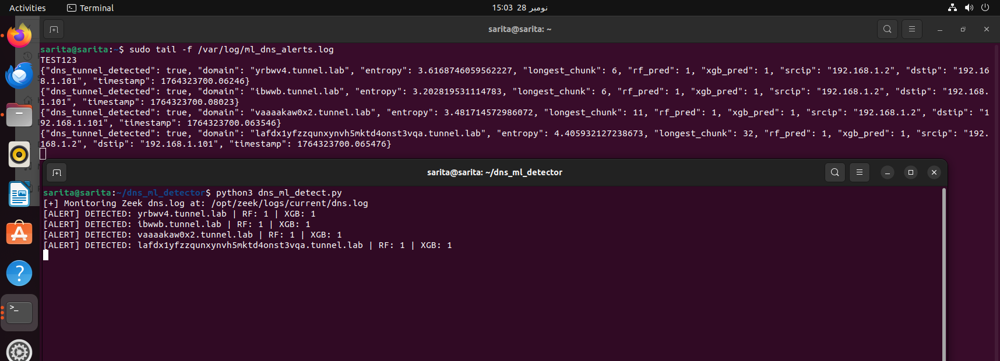 Activities
Terminal
15:03 28 نومبر
sarita@sarita: ~
sarita@sarita:~$ sudo tail -f /var/log/ml_dns_alerts.log
TEST123
{"dns_tunnel_detected": true, "domain": "yrbwv4.tunnel.lab", "entropy": 3.6168746059562227, "longest_chunk": 6, "rf_pred": 1, "xgb_pred": 1, "srcip": "192.168.1.2", "dstip": "192.16
8.1.101", "timestamp": 1764323700.06246}
{"dns_tunnel_detected": true, "domain": "ibwwb.tunnel.lab", "entropy": 3.202819531114783, "longest_chunk": 6, "rf_pred": 1, "xgb_pred": 1, "srcip": "192.168.1.2", "dstip": "192.168.
1.101", "timestamp": 1764323700.08023}
{"dns_tunnel_detected": true, "domain": "vaaaakaw0x2.tunnel.lab", "entropy": 3.481714572986072, "longest_chunk": 11, "rf_pred": 1, "xgb_pred": 1, "srcip": "192.168.1.2", "dstip": "1
92.168.1.101", "timestamp": 1764323700.063546}
{"dns_tunnel_detected": true, "domain": "lafdx1yfzzqunxynvh5mktd4onst3vqa.tunnel.lab", "entropy": 4.405932127238673, "longest_chunk": 32, "rf_pred": 1, "xgb_pred": 1, "srcip": "192.
168.1.2", "dstip": "192.168.1.101", "timestamp": 1764323700.065476}
sarita@sarita: ~/dns_ml_detector
sarita@sarita:~/dns_ml_detector$ python3 dns_ml_detect.py
[+] Monitoring Zeek dns.log at: /opt/zeek/logs/current/dns.log
[ALERT] DETECTED: yrbwv4.tunnel.lab | RF: 1 | XGB: 1
[ALERT] DETECTED: ibwwb.tunnel.lab | RF: 1 | XGB: 1
[ALERT] DETECTED: vaaaakaw0x2.tunnel.lab | RF: 1 | XGB: 1
[ALERT] DETECTED: lafdx1yfzzqunxynvh5mktd4onst3vqa.tunnel.lab | RF: 1 | XGB: 1